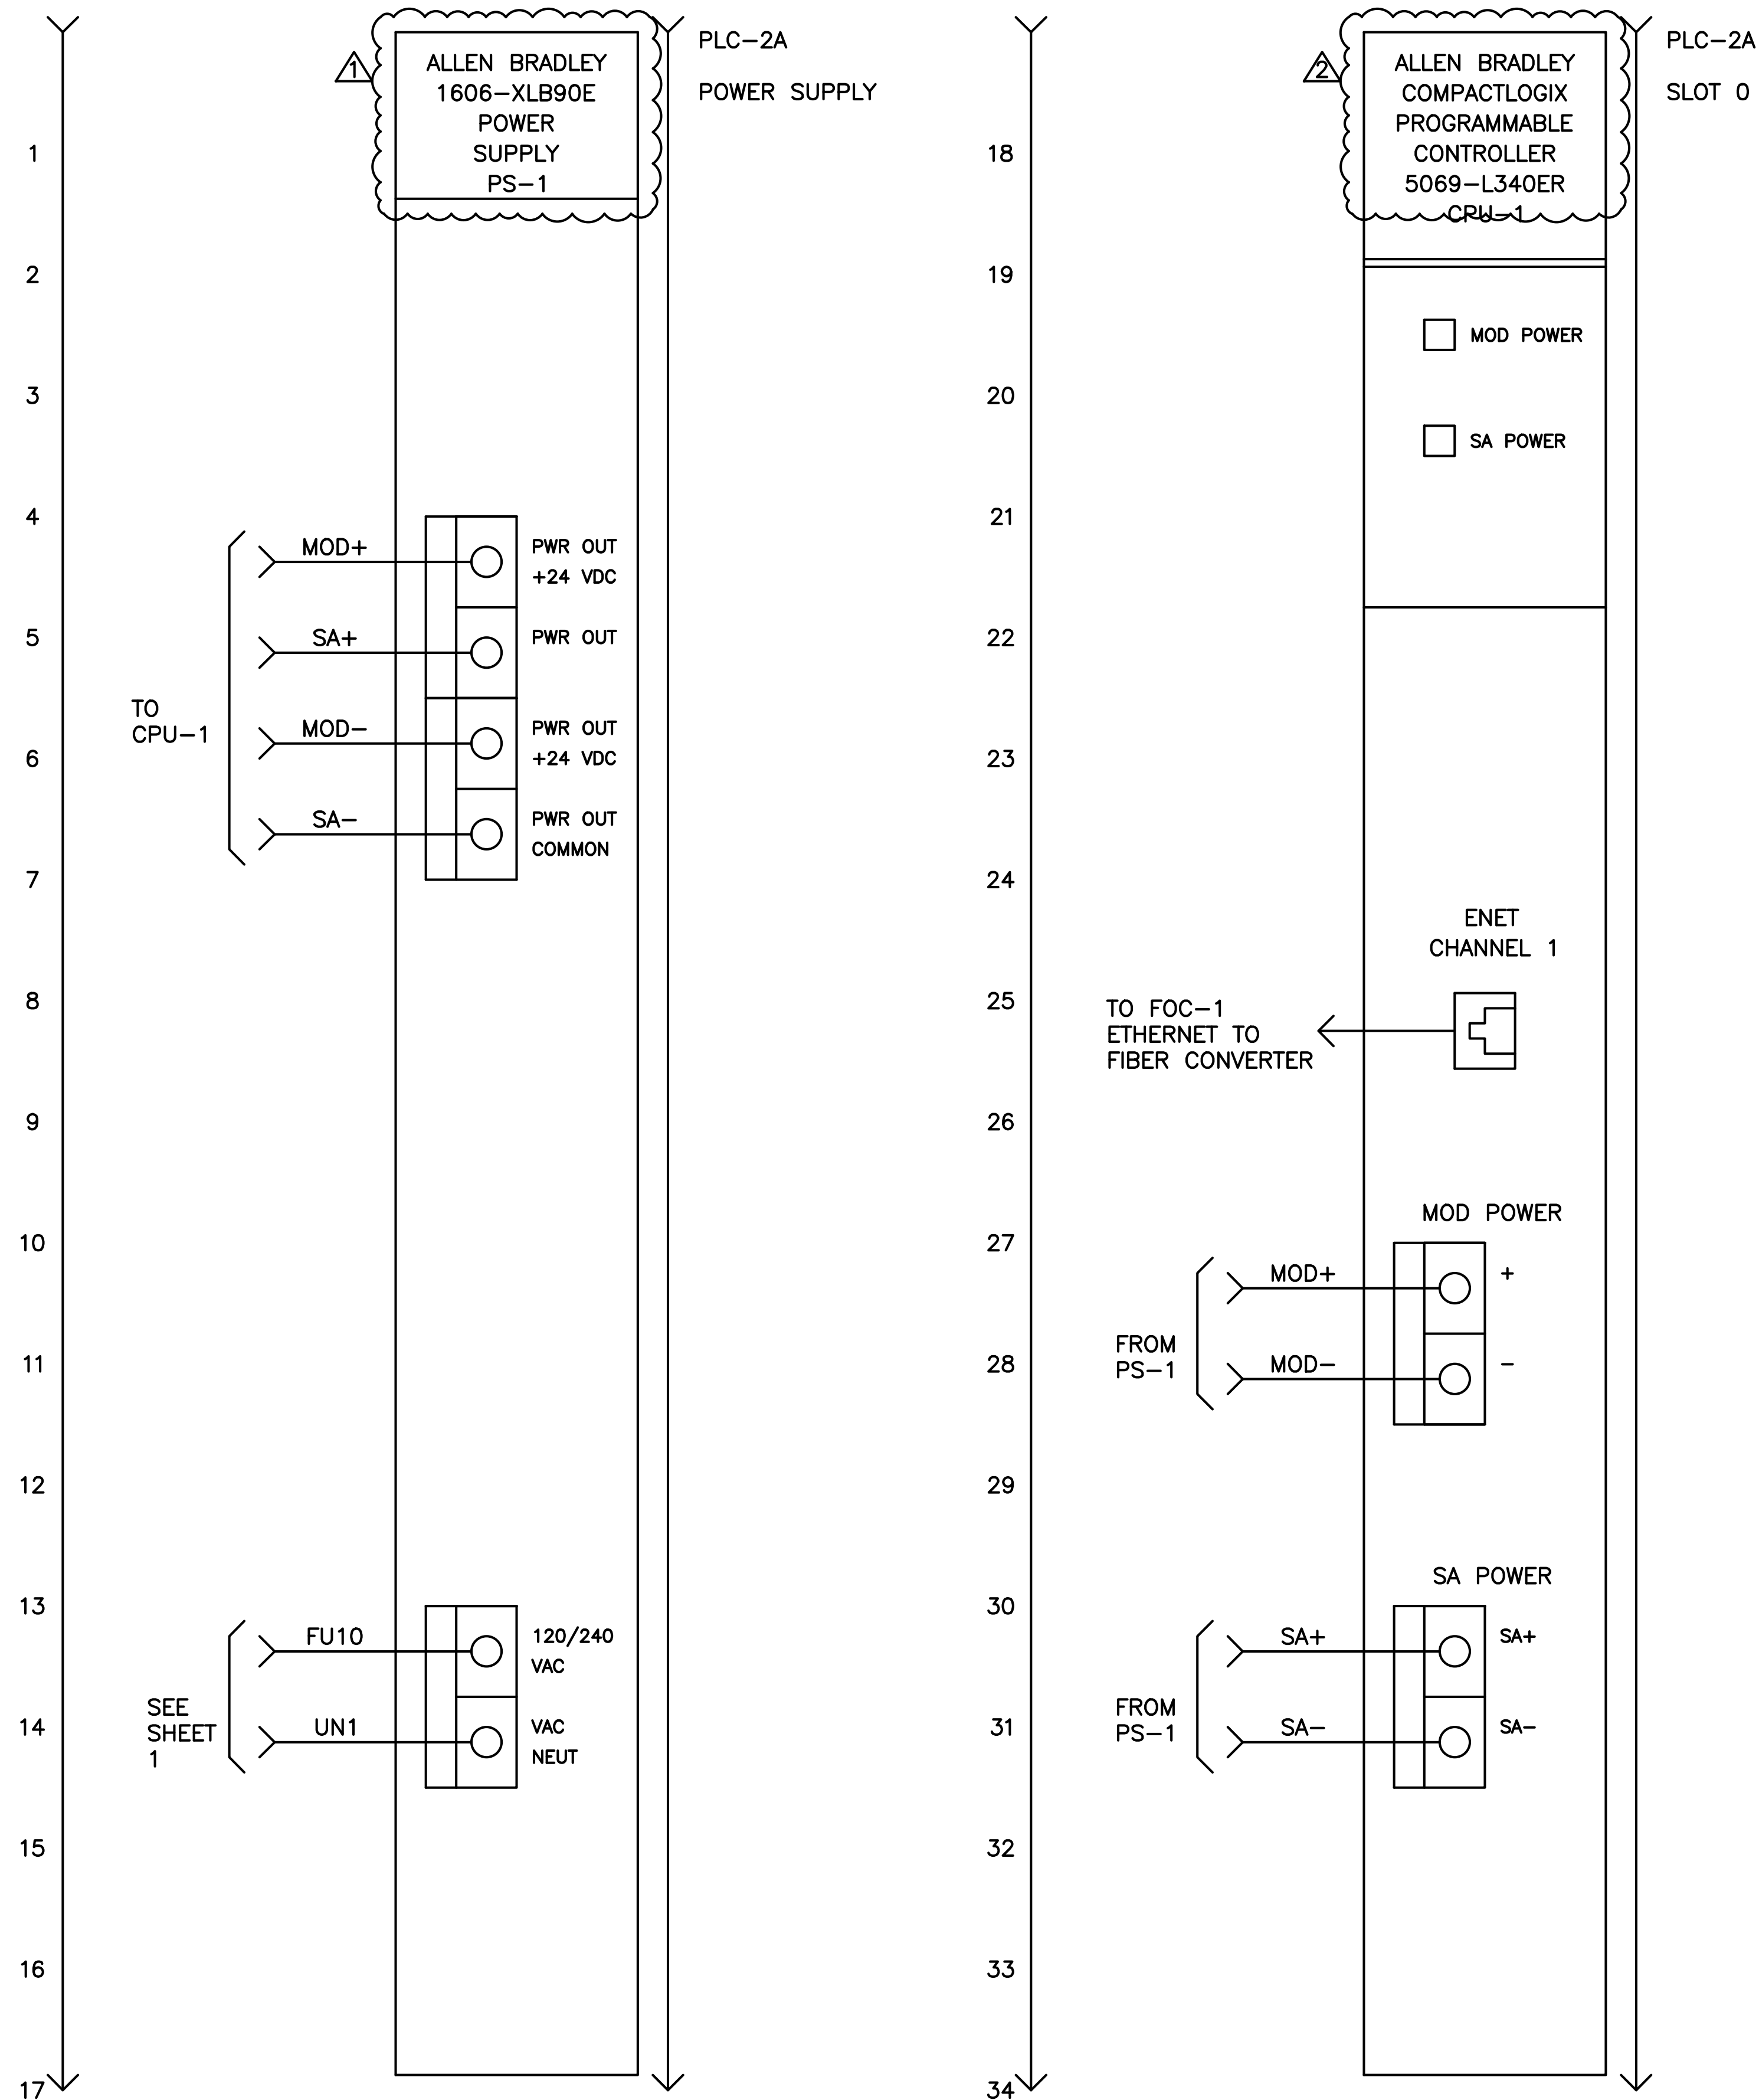 1
2
3
4
5
6
7
8
9
10
11
12
13
14
15
16
17
1
ALLEN BRADLEY
1606-XLB90E
POWER
SUPPLY
PS-1
PLC-2A
POWER SUPPLY
TO
CPU-1
MOD+
PWR OUT
+24 VDC
SA+
PWR OUT
MOD-
PWR OUT
+24 VDC
SA-
PWR OUT
COMMON
SEE
SHEET
1
FU10
120/240
VAC
UN1
VAC
NEUT
18
19
20
21
22
23
24
25
26
27
28
29
30
31
32
33
34
2
ALLEN BRADLEY
COMPACTLOGIX
PROGRAMMABLE
CONTROLLER
5069-L340ER
CPU-1
PLC-2A
SLOT 0
MOD POWER
SA POWER
ENET
CHANNEL 1
TO FOC-1
ETHERNET TO
FIBER CONVERTER
MOD POWER
FROM
PS-1
MOD+
+
MOD-
-
SA POWER
FROM
PS-1
SA+
SA+
SA-
SA-